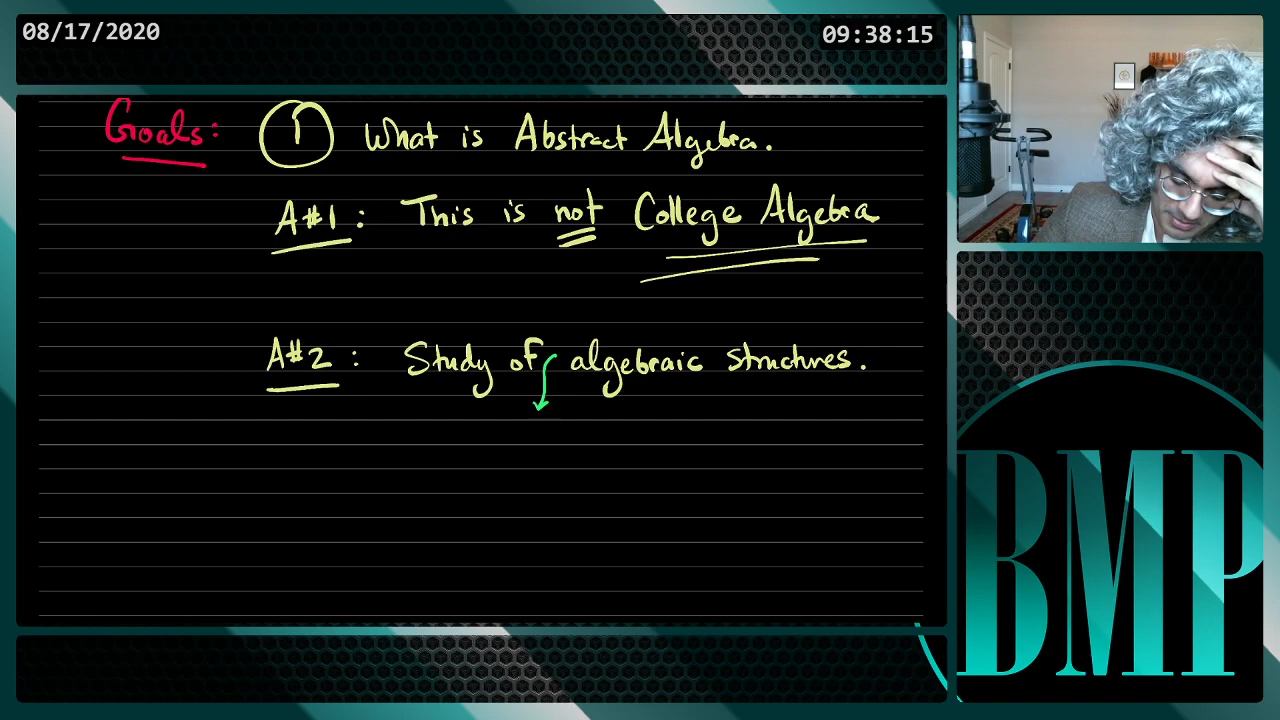 08/17/2020
09:38:15
Goals: 1 What is Abstract Algebra.
A#1: This is not College Algebra
A#2: Study of algebraic structures.
BMP